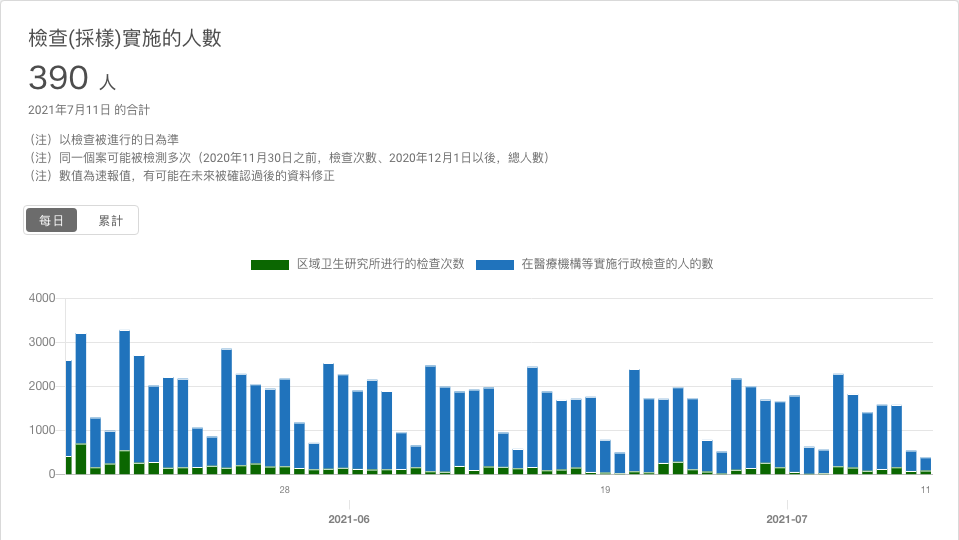 檢查(採樣)實施的人數
390 人
2021年7月11日 的合計
（注）以檢查被進行的日為準
（注）同一個案可能被檢測多次（2020年11月30日之前，檢查次數、2020年12月1日以後，總人數）
（注）數值為速報值，有可能在未來被確認過後的資料修正
每日 累計
区域卫生研究所进行的检查次数 在醫療機構等實施行政檢查的人的數
4000
3000
2000
1000
0
28 19 11
2021-06 2021-07